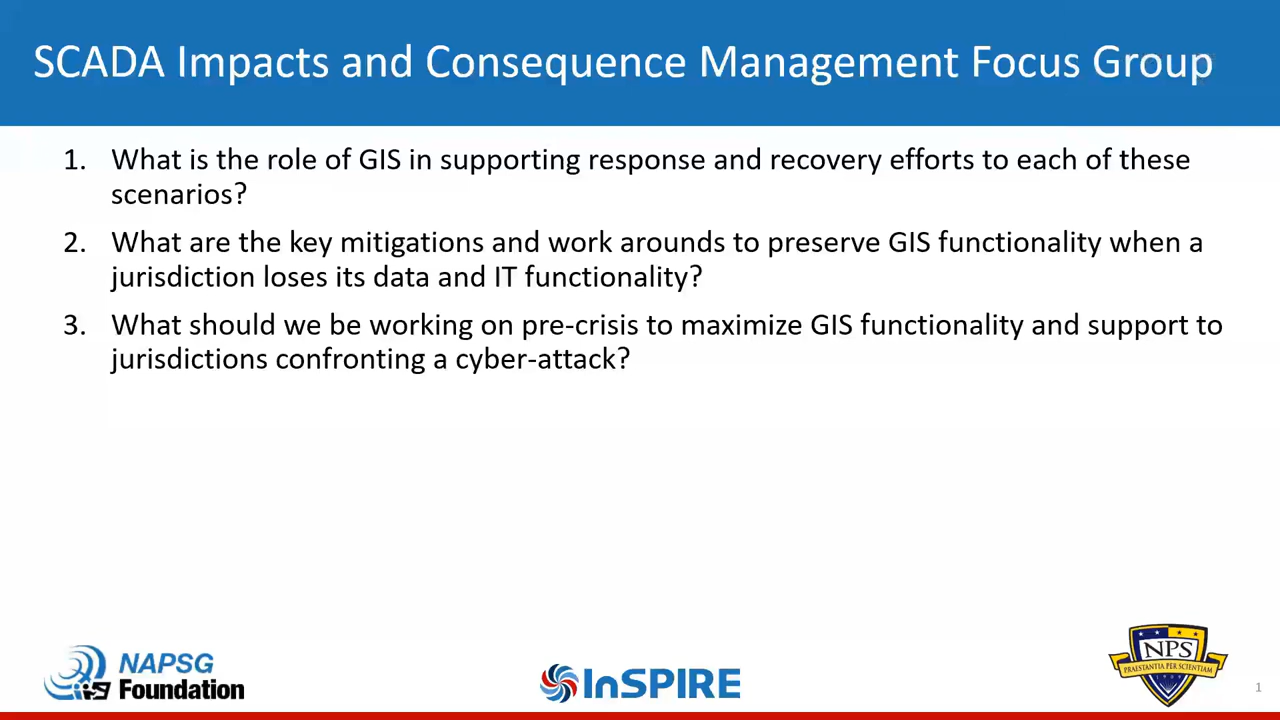 SCADA Impacts and Consequence Management Focus Group
1. What is the role of GIS in supporting response and recovery efforts to each of these
scenarios?
2. What are the key mitigations and work arounds to preserve GIS functionality when a
jurisdiction loses its data and IT functionality?
3. What should we be working on pre-crisis to maximize GIS functionality and support to
jurisdictions confronting a cyber-attack?
NAPSG
Foundation
InSPIRE
NPS
PRAESTANTIA PER SCIENTIAM
1